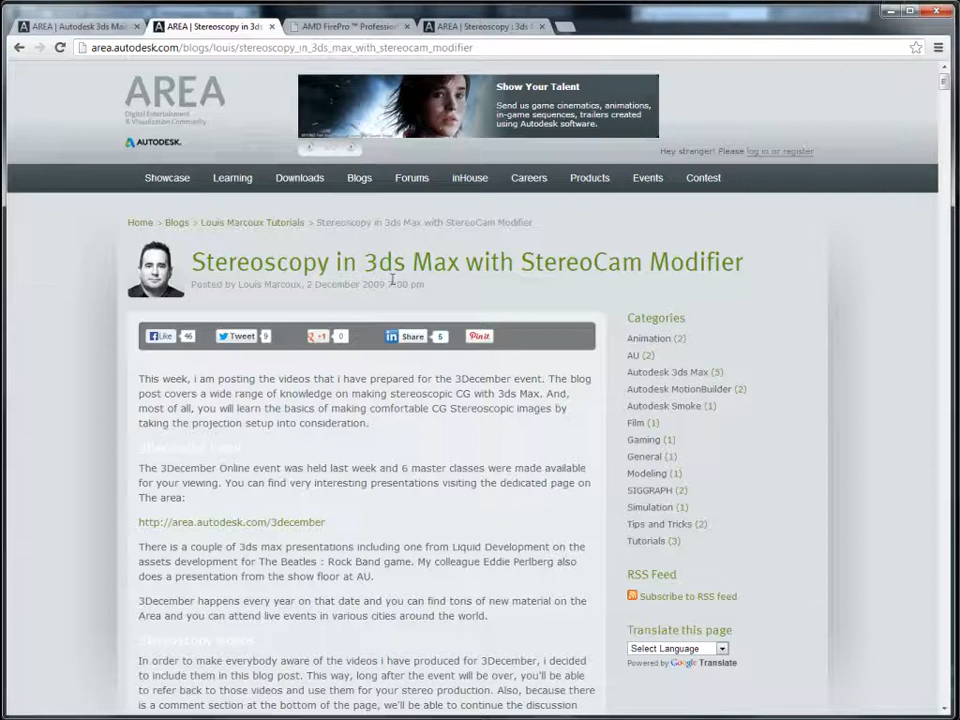 AREA | Autodesk 3ds Ma
AREA | Stereoscopy in 3ds
AMD FirePro ™ Profession
AREA | Stereoscopy : 3ds
area.autodesk.com/blogs/louis/stereoscopy_in_3ds_max_with_stereocam_modifier
AREA
Digital Entertainment
& Visualization Community
AUTODESK.
Show Your Talent
Send us game cinematics, animations,
in-game sequences, trailers created
using Autodesk software.
Hey stranger! Please log in or register
Showcase Learning Downloads Blogs Forums inHouse Careers Products Events Contest
Home > Blogs > Louis Marcoux Tutorials > Stereoscopy in 3ds Max with StereoCam Modifier
Stereoscopy in 3ds Max with StereoCam Modifier
Posted by Louis Marcoux, 2 December 2009 7:00 pm
Like 46 Tweet 9 +1 0 Share 5 Pin it
This week, i am posting the videos that i have prepared for the 3December event. The blog
post covers a wide range of knowledge on making stereoscopic CG with 3ds Max. And,
most of all, you will learn the basics of making comfortable CG Stereoscopic images by
taking the projection setup into consideration.
3December Event
The 3December Online event was held last week and 6 master classes were made available
for your viewing. You can find very interesting presentations visiting the dedicated page on
The area:
http://area.autodesk.com/3december
There is a couple of 3ds max presentations including one from Liquid Development on the
assets development for The Beatles : Rock Band game. My colleague Eddie Perlberg also
does a presentation from the show floor at AU.
3December happens every year on that date and you can find tons of new material on the
Area and you can attend live events in various cities around the world.
Stereoscopy videos
In order to make everybody aware of the videos i have produced for 3December, i decided
to include them in this blog post. This way, long after the event will be over, you'll be able
to refer back to those videos and use them for your stereo production. Also, because there
is a comment section at the bottom of the page, we'll be able to continue the discussion
Categories
Animation (2)
AU (2)
Autodesk 3ds Max (5)
Autodesk MotionBuilder (2)
Autodesk Smoke (1)
Film (1)
Gaming (1)
General (1)
Modeling (1)
SIGGRAPH (2)
Simulation (1)
Tips and Tricks (2)
Tutorials (3)
RSS Feed
Subscribe to RSS feed
Translate this page
Select Language
Powered by Google Translate